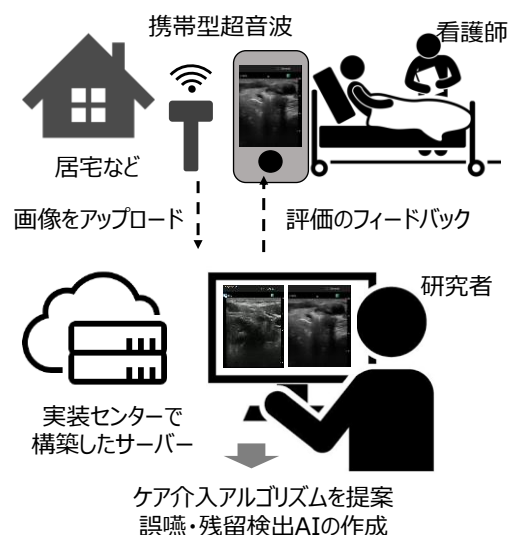 携帯型超音波
看護師
居宅など
画像をアップロード
評価のフィードバック
研究者
実装センターで
構築したサーバー
ケア介入アルゴリズムを提案
誤嚥・残留検出AIの作成